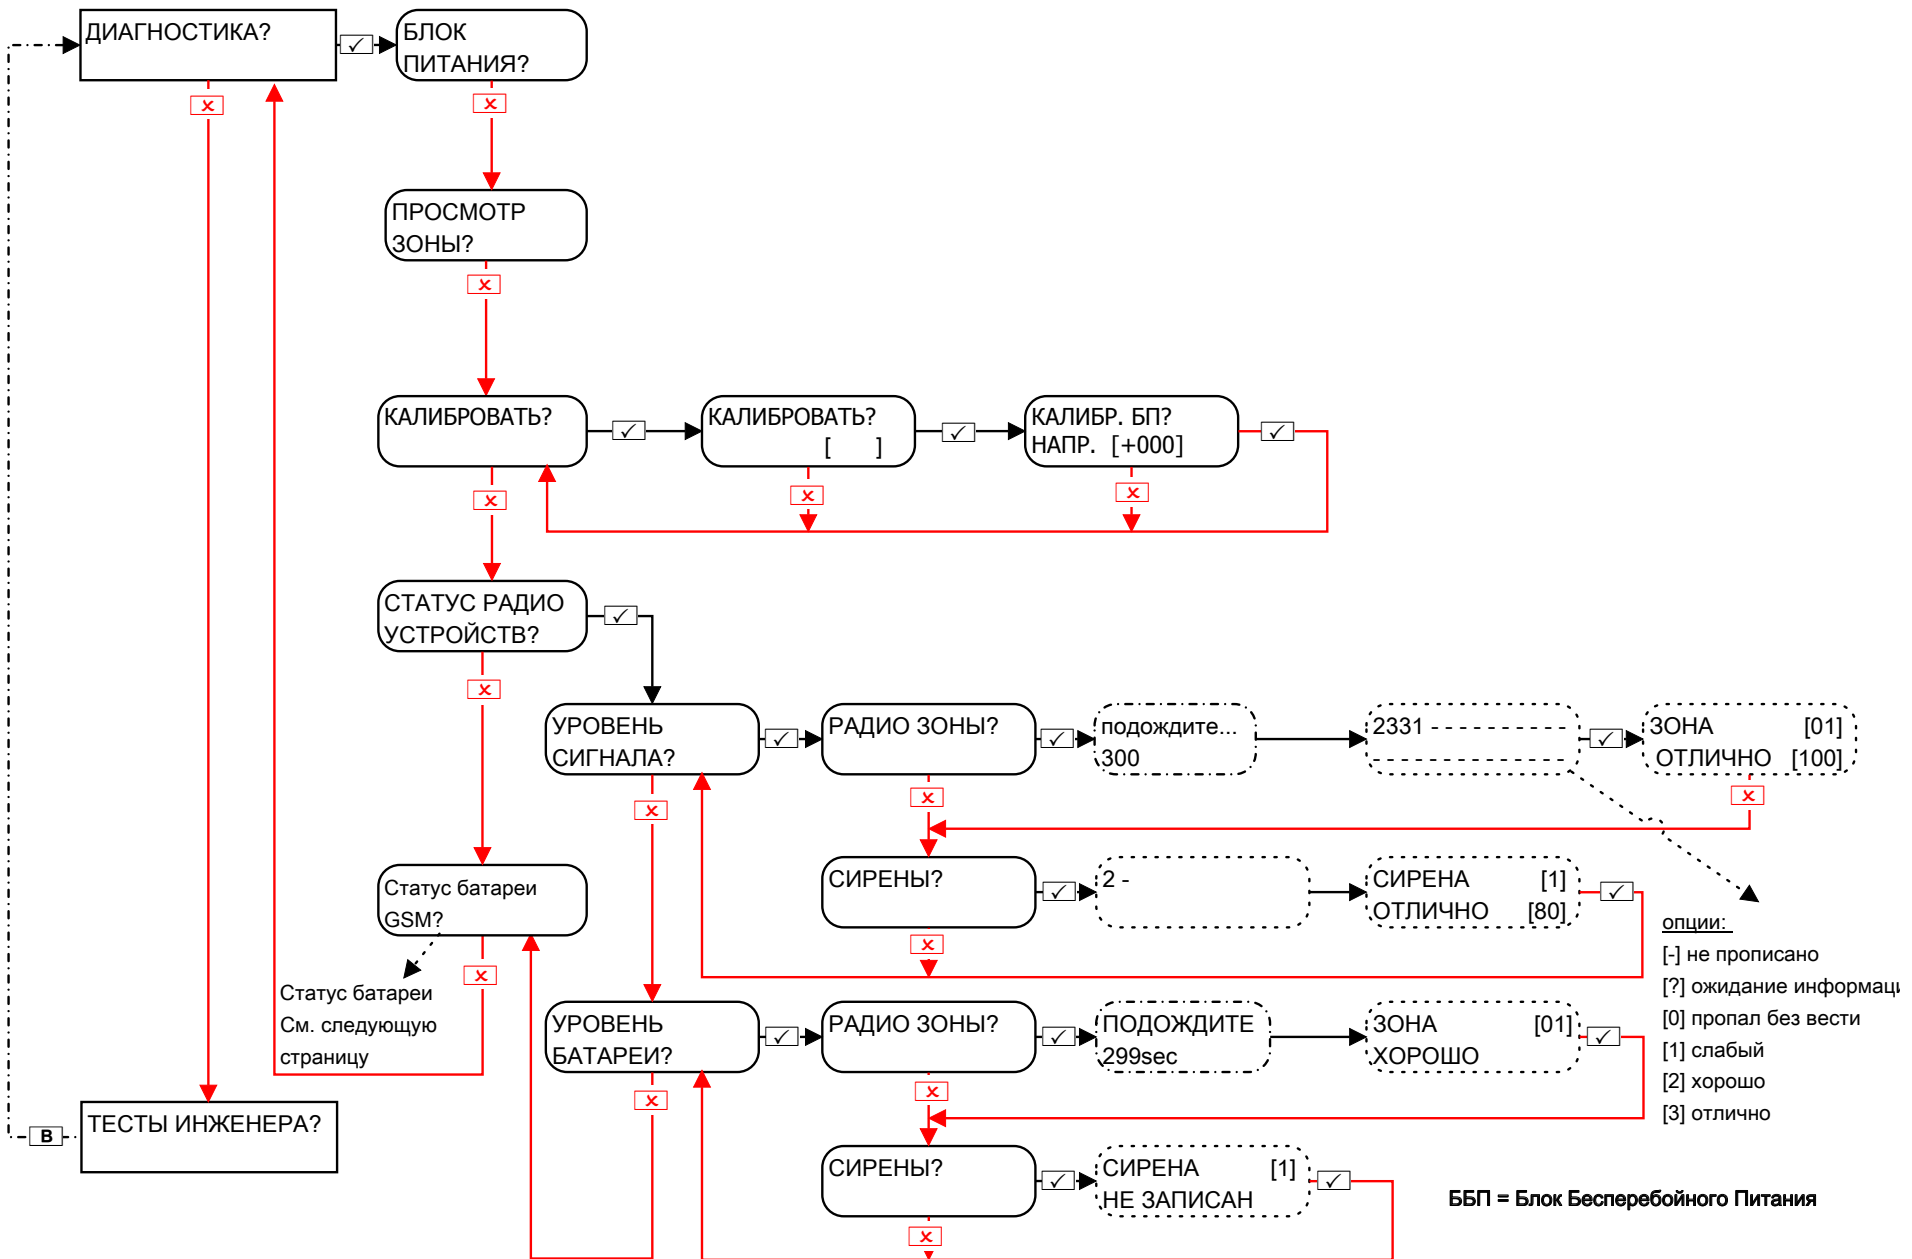 ДИАГНОСТИКА?
БЛОК
ПИТАНИЯ?
ПРОСМОТР
ЗОНЫ?
КАЛИБРОВАТЬ?
КАЛИБРОВАТЬ?
[ ]
КАЛИБР. БП?
НАПР. [+000]
СТАТУС РАДИО
УСТРОЙСТВ?
УРОВЕНЬ
СИГНАЛА?
РАДИО ЗОНЫ?
подождите...
300
2331 - - - - - - - - - - -
- - - - - - - - - - - - - - -
ЗОНА [01]
ОТЛИЧНО [100]
Статус батареи
GSM?
СИРЕНЫ?
2 -
СИРЕНА [1]
ОТЛИЧНО [80]
Статус батареи
См. следующую
страницу
УРОВЕНЬ
БАТАРЕИ?
РАДИО ЗОНЫ?
ПОДОЖДИТЕ
299sec
ЗОНА [01]
ХОРОШО
опции:
[-] не прописано
[?] ожидание информаци
[0] пропал без вести
[1] слабый
[2] хорошо
[3] отлично
B
ТЕСТЫ ИНЖЕНЕРА?
СИРЕНЫ?
СИРЕНА [1]
НЕ ЗАПИСАН
ББП = Блок Бесперебойного Питания